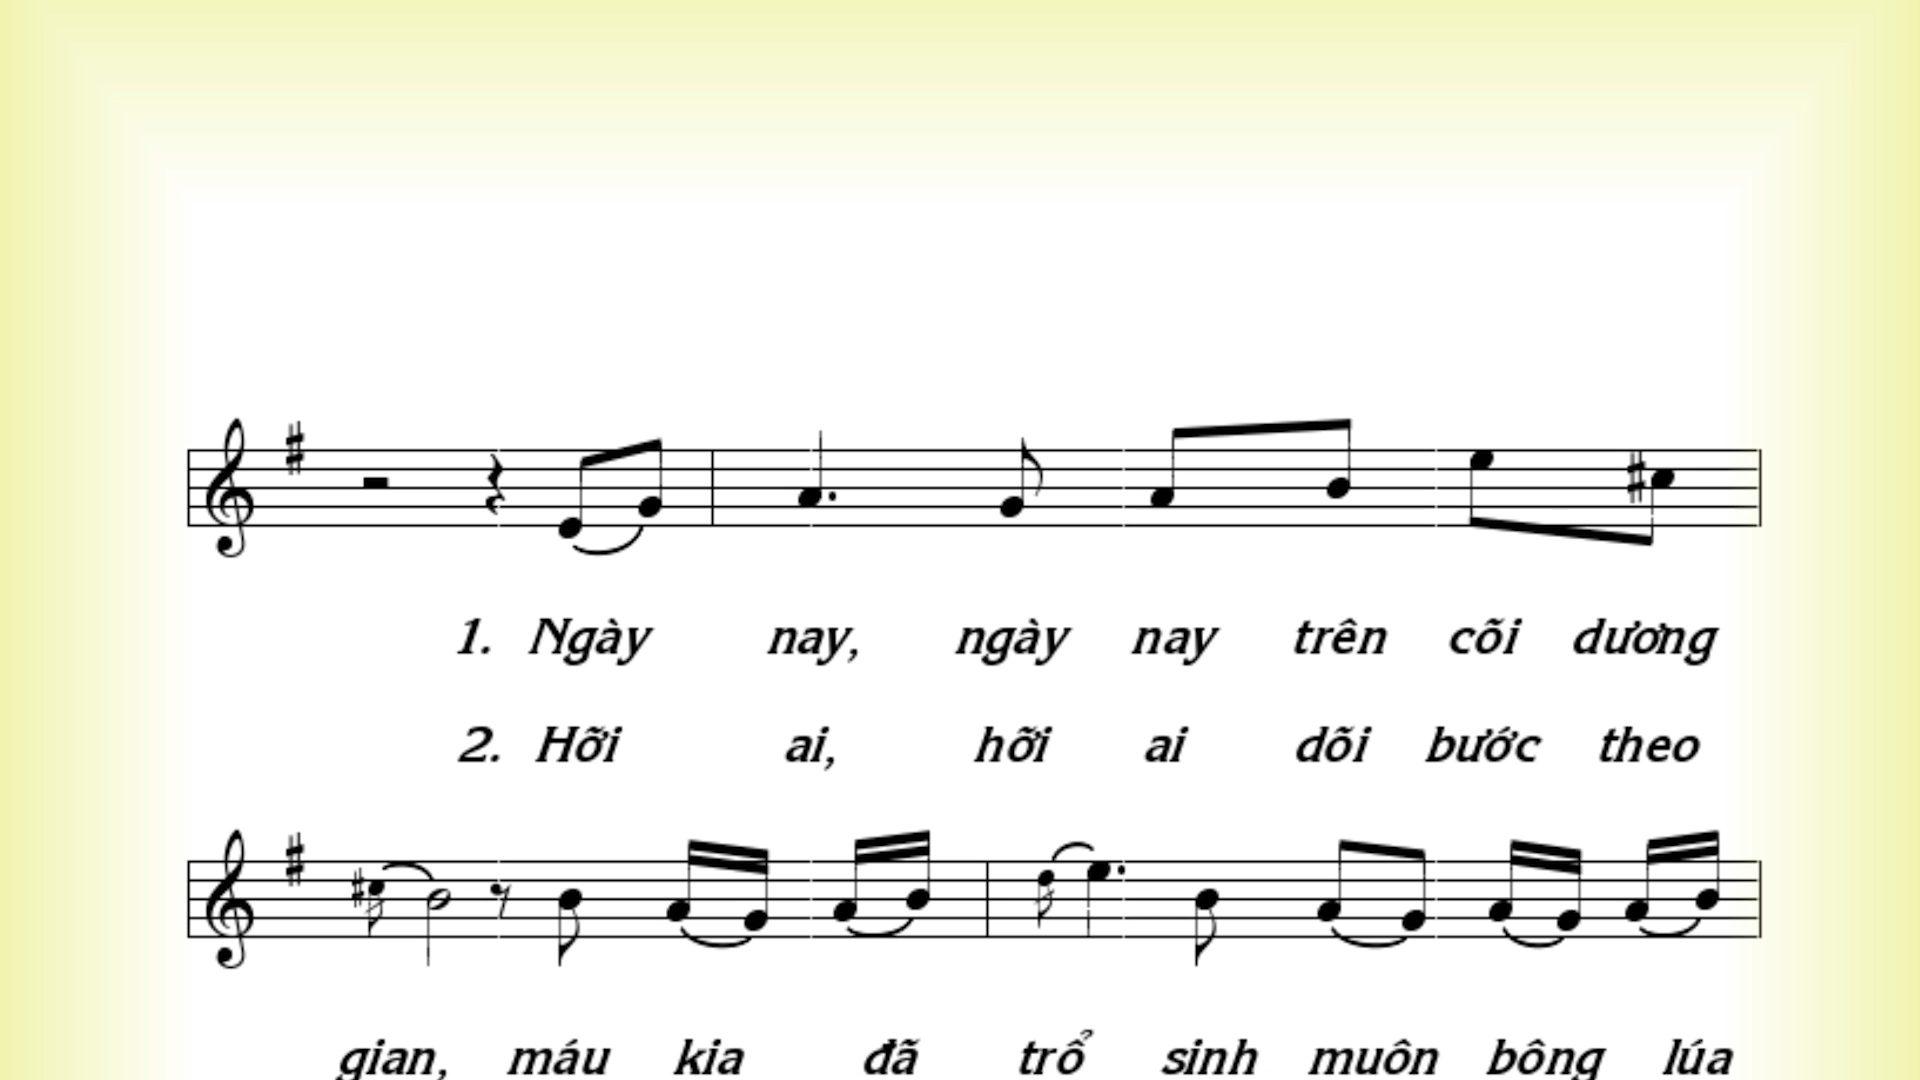 1. Ngày nay, ngày nay trên cõi dương
2. Hỡi ai, hỡi ai dõi bước theo
gian, máu kia đã trổ sinh muôn bông lúa